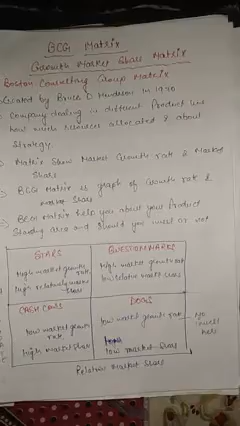 BCG Matrix
Growth Market Share Matrix
Boston Consulting Group Matrix
Created by Bruce D Hendrson in 1970
Company dealing in different Product line
how much resources allocated & about
strategy.
Matrix Show Market Growth rate & Market
Share
BCG Matrix is graph of Growth rate &
market Share
BCG Matrix help you about your Product
Standing also and should you invest or not
STARS
High market growth
rate,
high relatively market
share
QUESTION MARKS
High market growth rate
low relative market share
CASH COWS
low market growth
rate,
high market share
DOGS
low market growth rate
low market share
No
invest
here
Relative Market Share